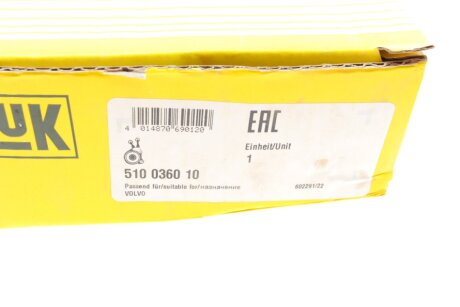 UK
4 014870 690120
EAC
Einheit/Unit
1
510 0360 10
Passend für/suitable for/назначение
VOLVO
602291/22